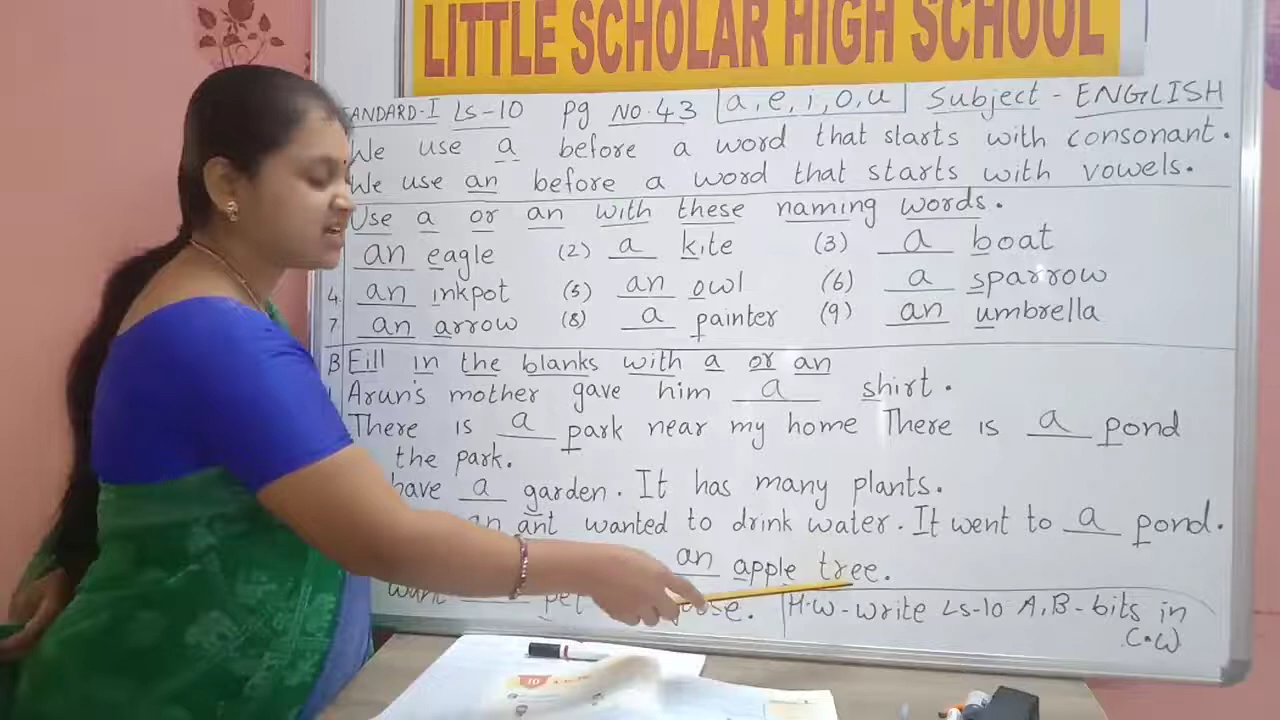 LITTLE SCHOLAR HIGH SCHOOL
ANDARD-I Ls-10 pg NO.43 a, e, i, o, u Subject - ENGLISH
We use a before a word that starts with consonant.
We use an before a word that starts with vowels.
Use a or an with these naming words.
an eagle (2) a kite (3) a boat
4. an inkpot (5) an owl (6) a sparrow
7. an arrow (8) a painter (9) an umbrella
B Fill in the blanks with a or an
Arun's mother gave him a shirt.
There is a park near my home There is a pond
the park.
have a garden. It has many plants.
an ant wanted to drink water. It went to a pond.
an apple tree.
want ___ pet
H.W-write Ls-10 A,B-bits in
C.W
10